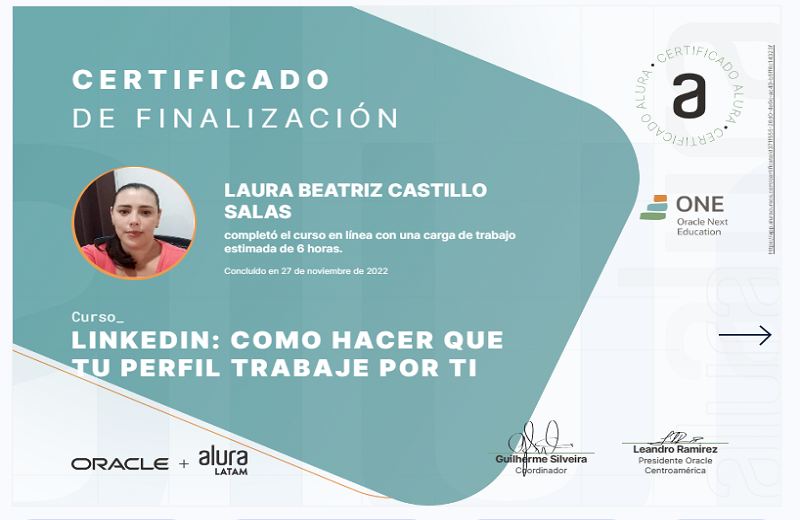 CERTIFICADO
DE FINALIZACIÓN
LAURA BEATRIZ CASTILLO
SALAS
completó el curso en línea con una carga de trabajo
estimada de 6 horas.
Concluido en 27 de noviembre de 2022
Curso_
LINKEDIN: COMO HACER QUE
TU PERFIL TRABAJE POR TI
ORACLE + alura
LATAM
CERTIFICADO ALURA • CERTIFICADO ALURA •
a
ONE
Oracle Next
Education
Guilherme Silveira
Coordinador
Leandro Ramirez
Presidente Oracle
Centroamérica
alura